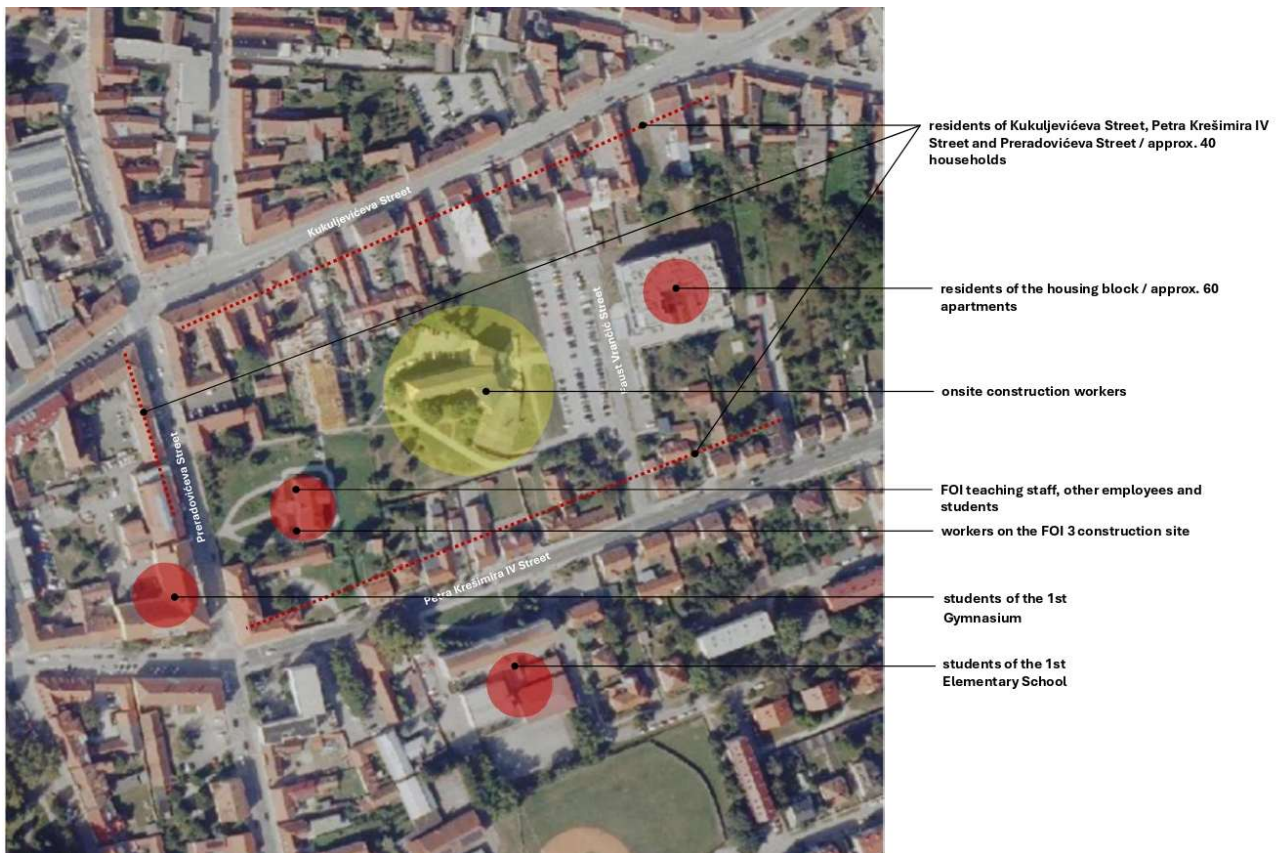 residents of Kukuljevićeva Street, Petra Krešimira IV
Street and Preradovićeva Street / approx. 40
households
Kukuljevićeva Street
residents of the housing block / approx. 60
apartments
Faust Vrančić Street
onsite construction workers
Preradovićeva Street
FOI teaching staff, other employees and
students
workers on the FOI 3 construction site
Petra Krešimira IV Street
students of the 1st
Gymnasium
students of the 1st
Elementary School